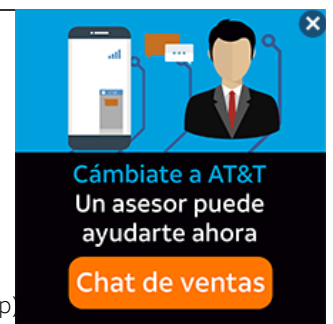 Cámbiate a AT&T
Un asesor puede
ayudarte ahora
Chat de ventas
p)